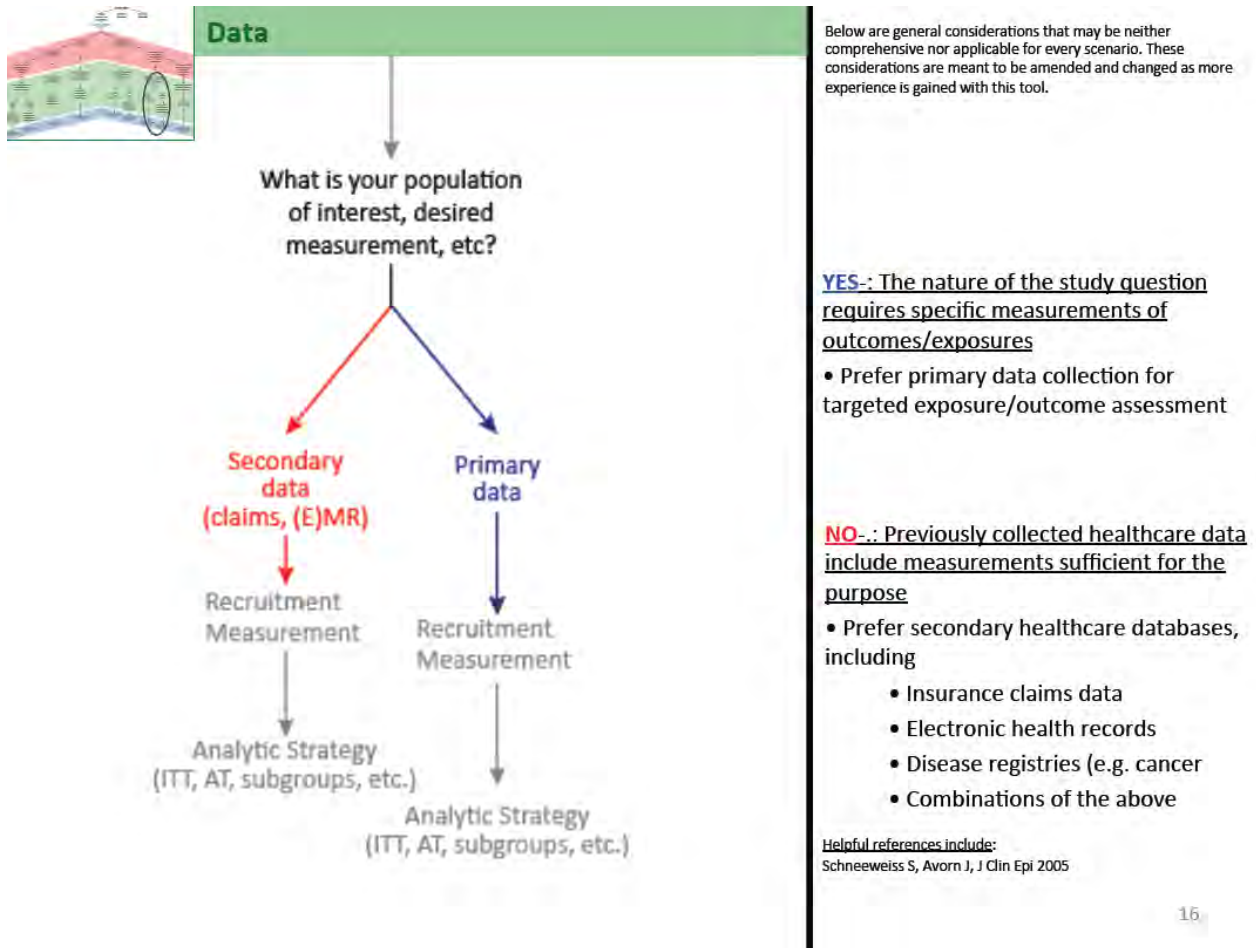 Data
What is your population
of interest, desired
measurement, etc?
Secondary
data
(claims, (E)MR)
Recruitment
Measurement
Analytic Strategy
(ITT, AT, subgroups, etc.)
Primary
data
Recruitment
Measurement
Analytic Strategy
(ITT, AT, subgroups, etc.)
Below are general considerations that may be neither
comprehensive nor applicable for every scenario. These
considerations are meant to be amended and changed as more
experience is gained with this tool.
YES-: The nature of the study question
requires specific measurements of
outcomes/exposures
• Prefer primary data collection for
targeted exposure/outcome assessment
NO-.: Previously collected healthcare data
include measurements sufficient for the
purpose
• Prefer secondary healthcare databases,
including
• Insurance claims data
• Electronic health records
• Disease registries (e.g. cancer
• Combinations of the above
Helpful references include:
Schneeweiss S, Avorn J, J Clin Epi 2005
16